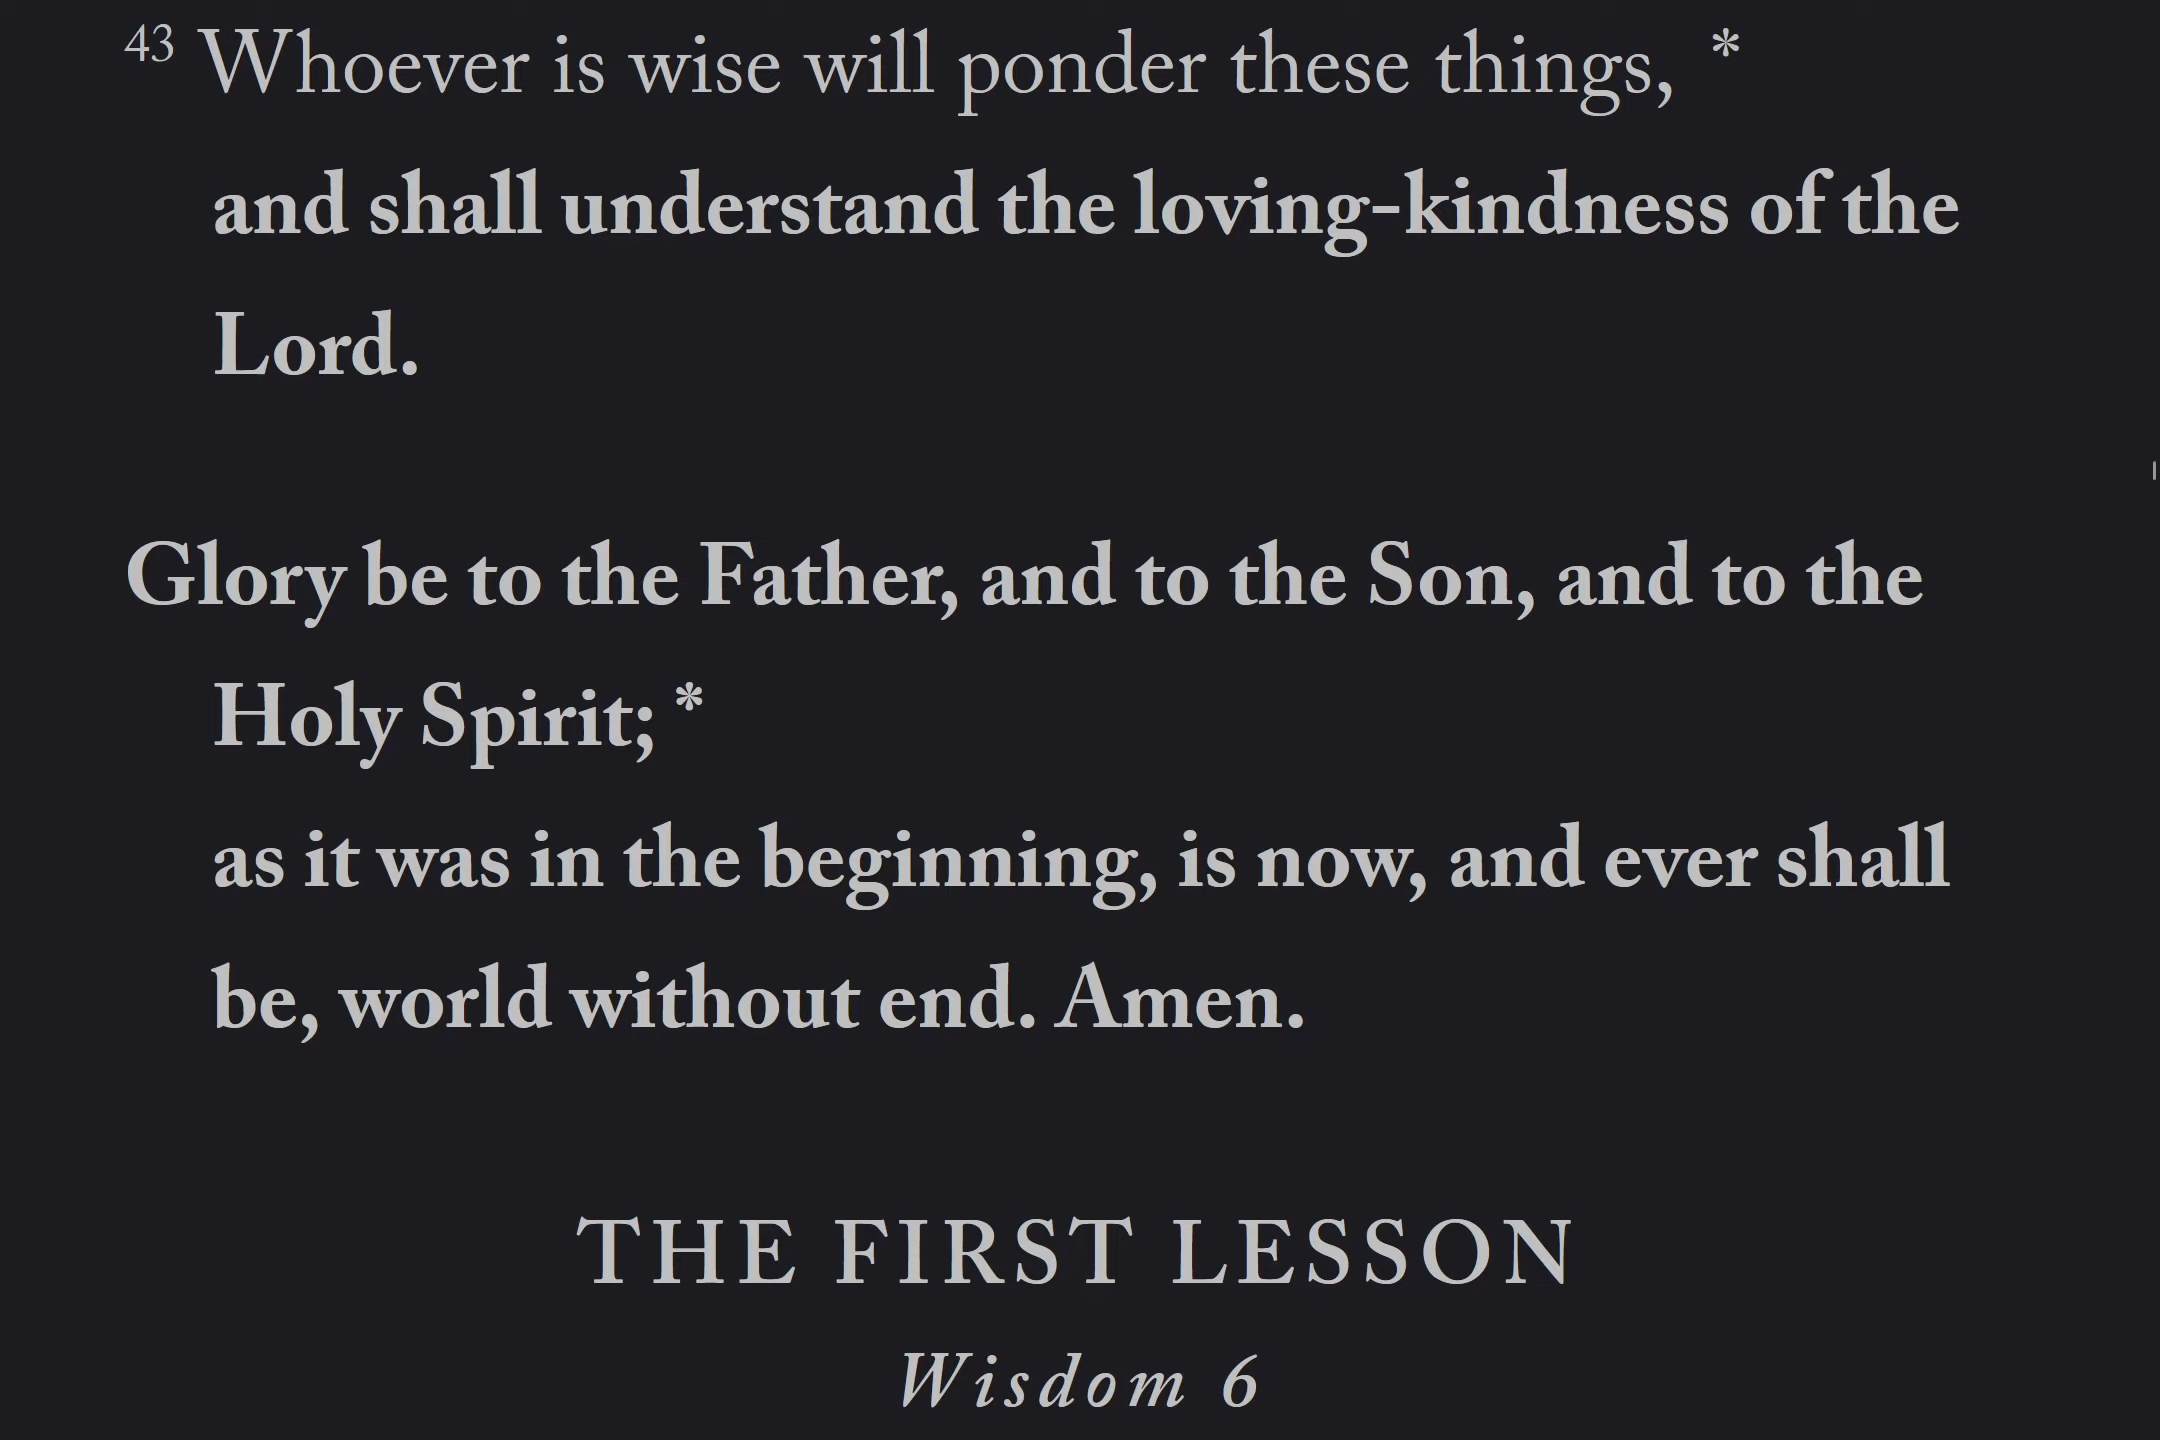 43 Whoever is wise will ponder these things, *
and shall understand the loving-kindness of the
Lord.
Glory be to the Father, and to the Son, and to the
Holy Spirit; *
as it was in the beginning, is now, and ever shall
be, world without end. Amen.
THE FIRST LESSON
Wisdom 6